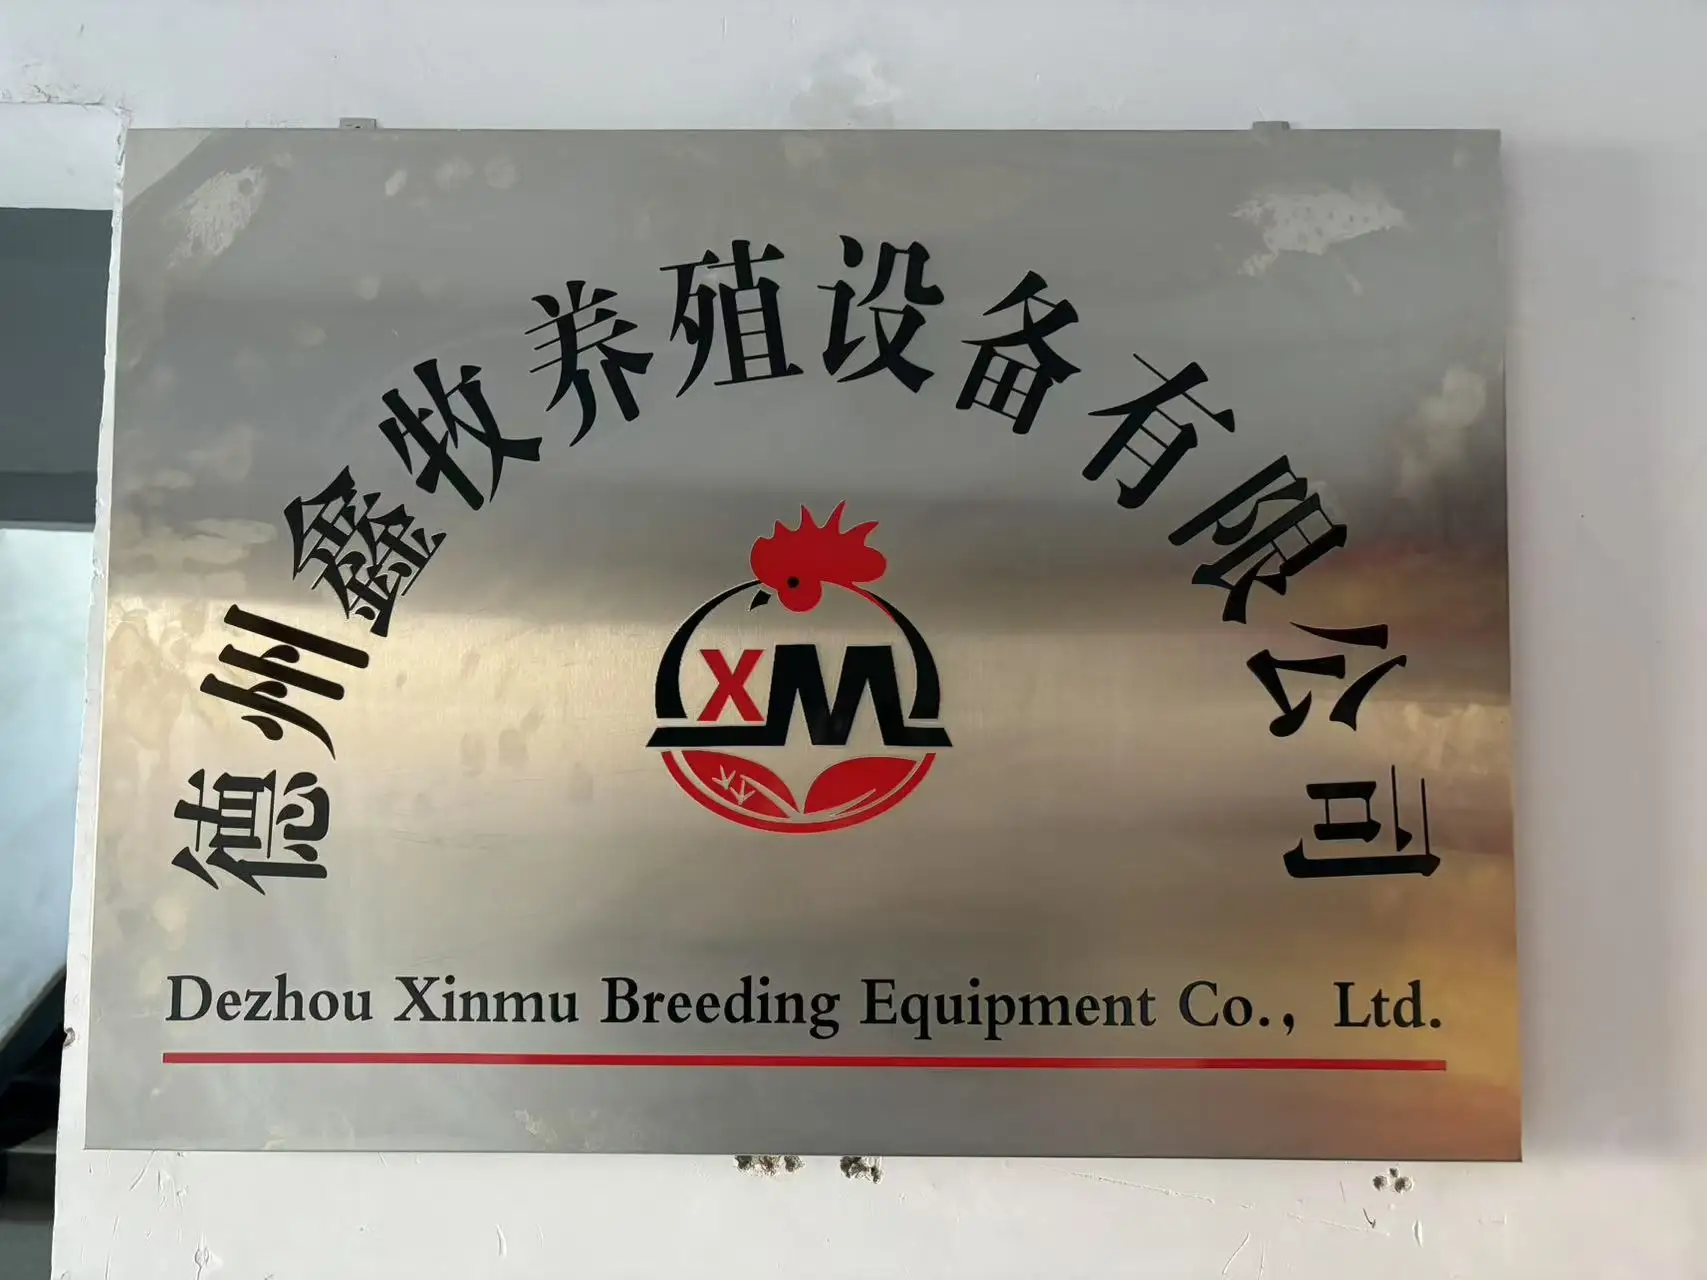 德州鑫牧养殖设备有限公司
XM
Dezhou Xinmu Breeding Equipment Co., Ltd.